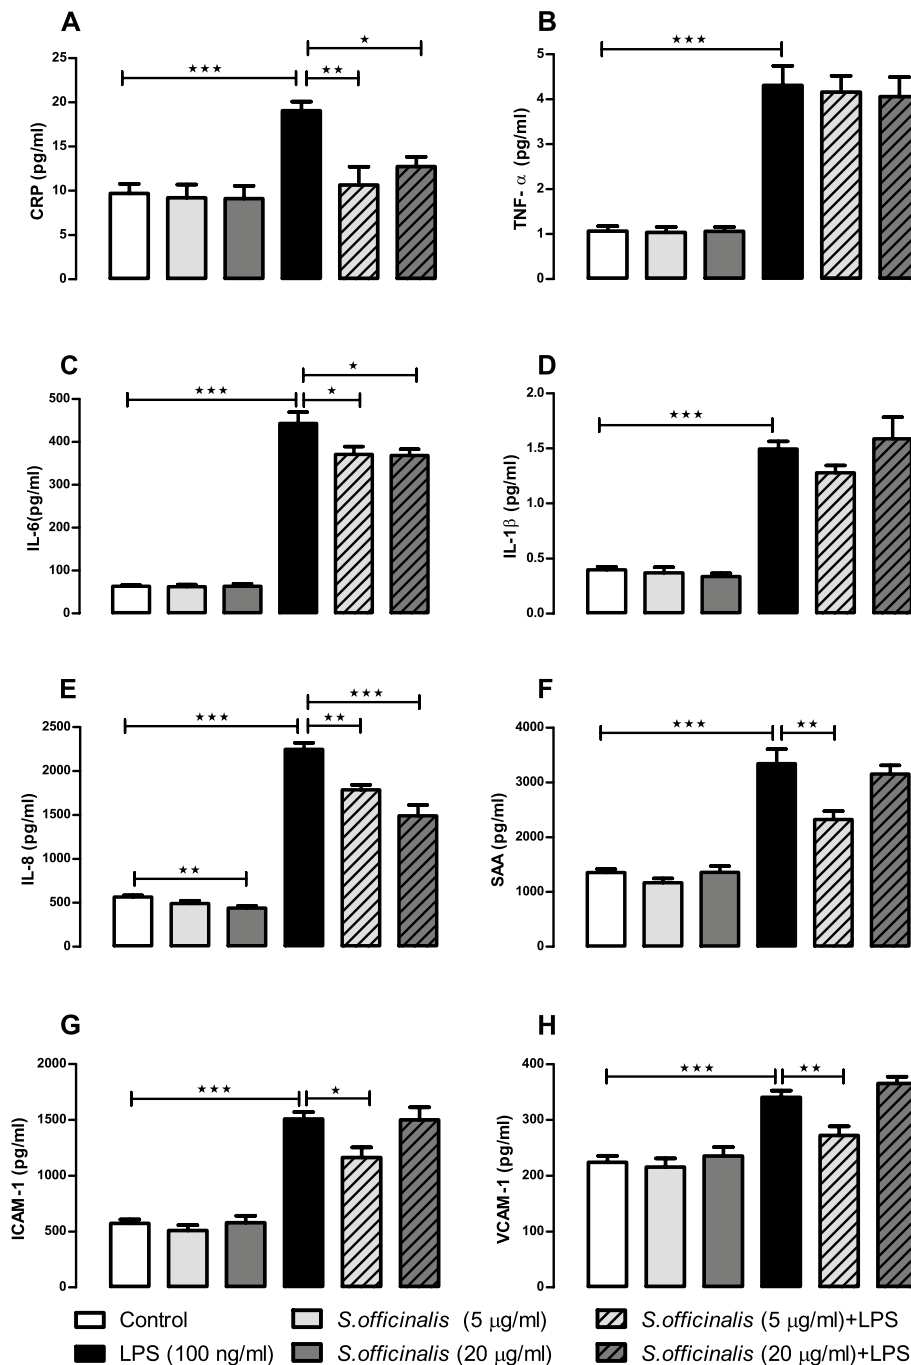 A
CRP (pg/ml)
25
20
15
10
5
0
★★★
★★
★
B
TNF- α (pg/ml)
5
4
3
2
1
0
★★★
C
IL-6(pg/ml)
500
400
300
200
100
0
★★★
★
★
D
IL-1β (pg/ml)
2.0
1.5
1.0
0.5
0.0
★★★
E
IL-8 (pg/ml)
2500
2000
1500
1000
500
0
★★
★★★
★★
★★★
F
SAA (pg/ml)
4000
3000
2000
1000
0
★★★
★★
G
ICAM-1 (pg/ml)
2000
1500
1000
500
0
★★★
★
H
VCAM-1 (pg/ml)
400
300
200
100
0
★★★
★★
Control
S.officinalis (5 μg/ml)
S.officinalis (5 μg/ml)+LPS
LPS (100 ng/ml)
S.officinalis (20 μg/ml)
S.officinalis (20 μg/ml)+LPS